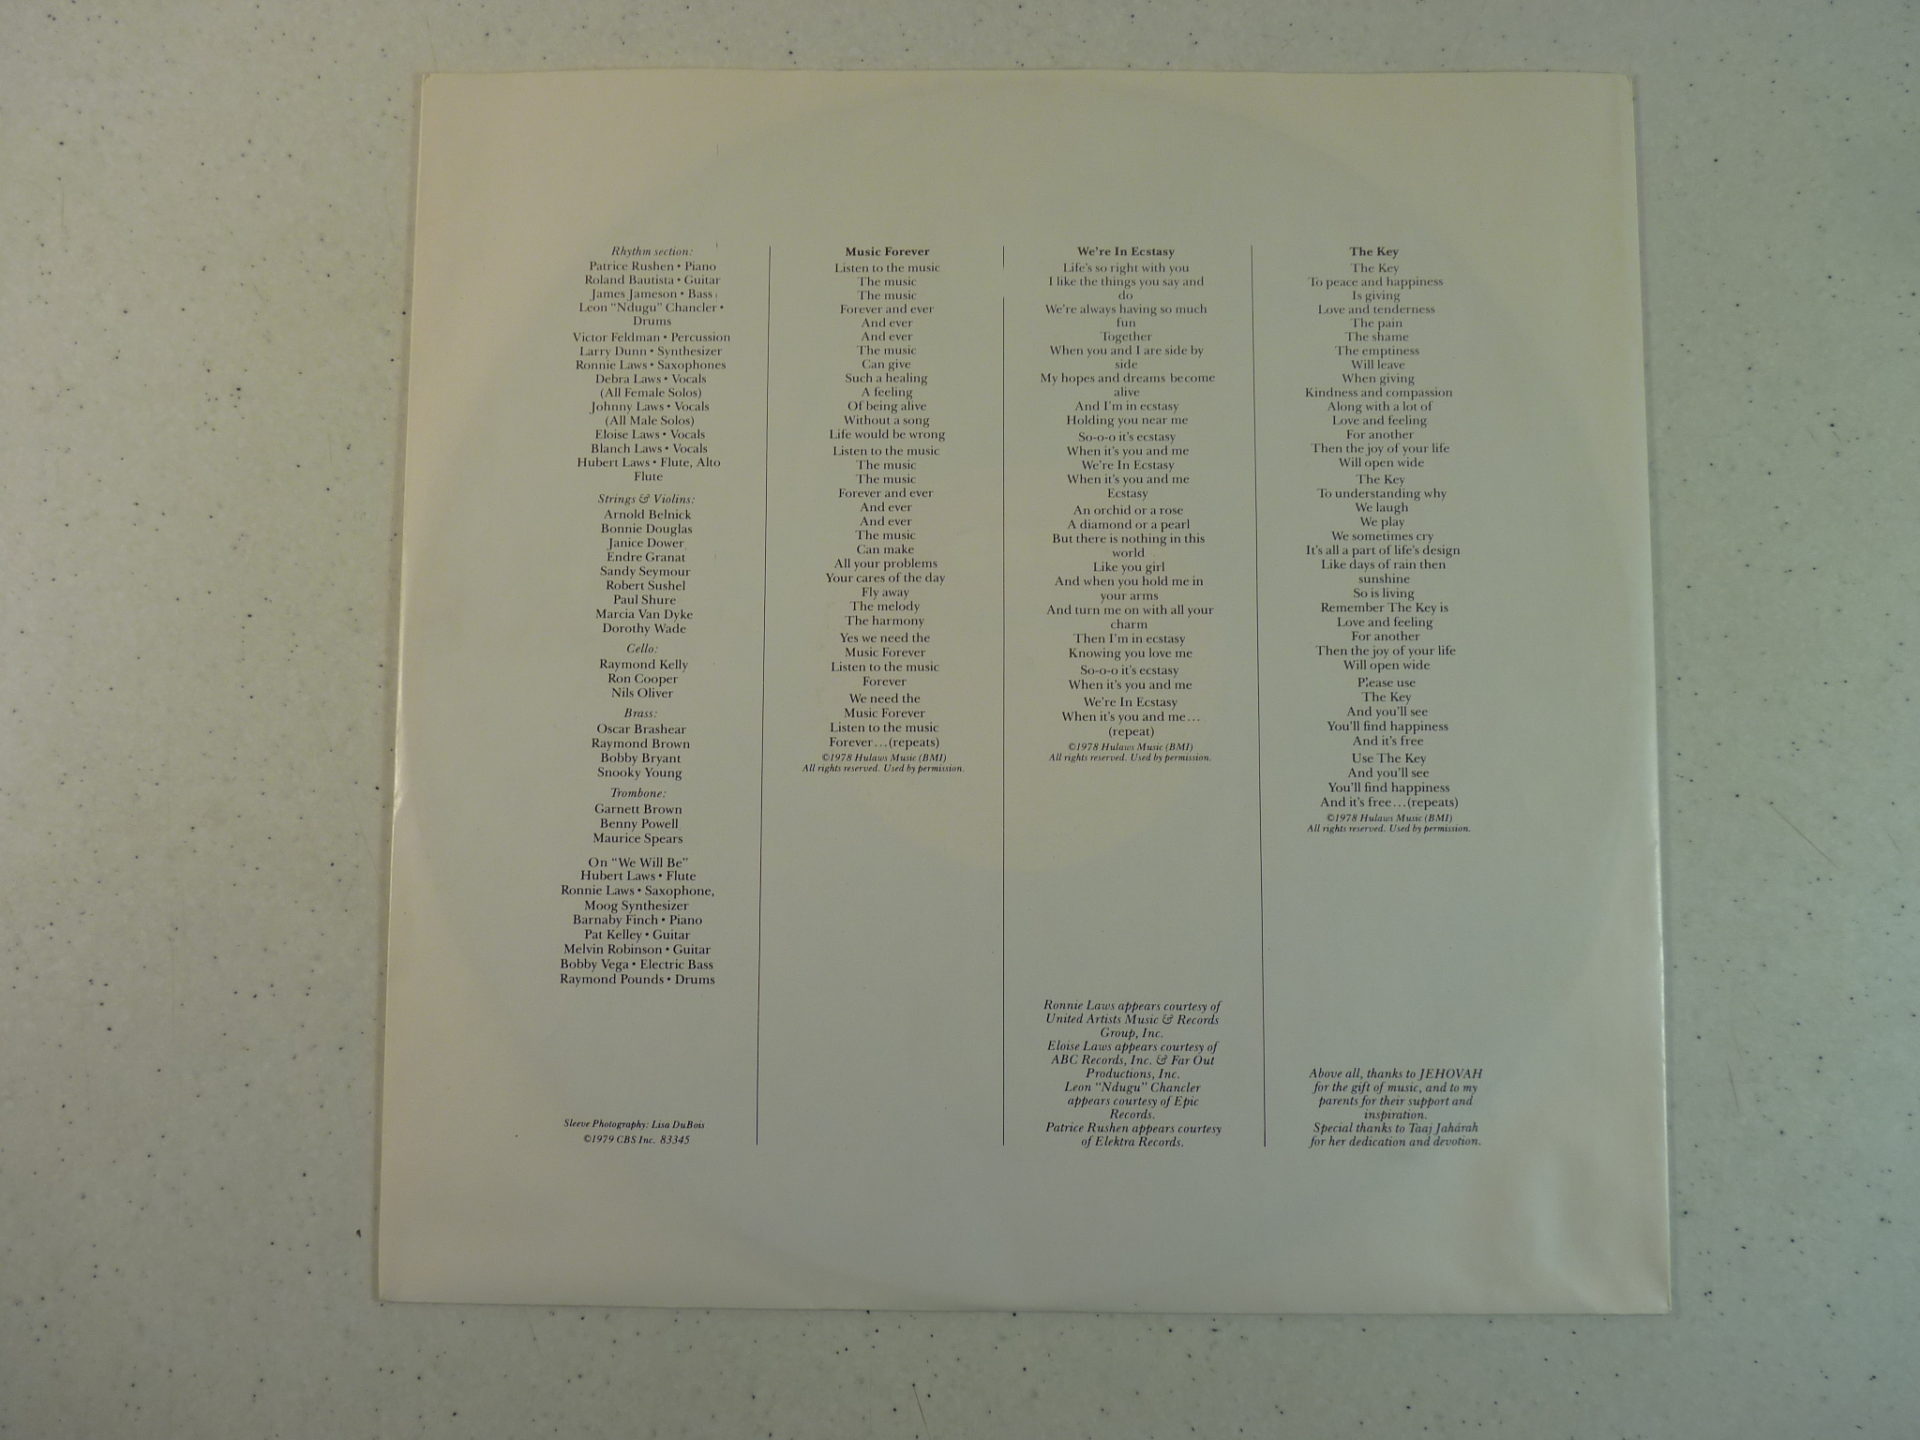 Rhythm section:
Patrice Rushen • Piano
Roland Bautista • Guitar
James Jameson • Bass
Leon "Ndugu" Chancler •
Drums
Victor Feldman • Percussion
Larry Dunn • Synthesizer
Ronnie Laws • Saxophones
Debra Laws • Vocals
(All Female Solos)
Johnny Laws • Vocals
(All Male Solos)
Eloise Laws • Vocals
Blanch Laws • Vocals
Hubert Laws • Flute, Alto
Flute
Strings & Violins:
Arnold Belnick
Bonnie Douglas
Janice Dower
Endre Granat
Sandy Seymour
Robert Sushel
Paul Shure
Marcia Van Dyke
Dorothy Wade
Cello:
Raymond Kelly
Ron Cooper
Nils Oliver
Brass:
Oscar Brashear
Raymond Brown
Bobby Bryant
Snooky Young
Trombone:
Garnett Brown
Benny Powell
Maurice Spears
On "We Will Be"
Hubert Laws • Flute
Ronnie Laws • Saxophone,
Moog Synthesizer
Barnaby Finch • Piano
Pat Kelley • Guitar
Melvin Robinson • Guitar
Bobby Vega • Electric Bass
Raymond Pounds • Drums
Sleeve Photography: Lisa DuBois
©1979 CBS Inc. 83345
Music Forever
Listen to the music
The music
The music
Forever and ever
And ever
And ever
The music
Can give
Such a healing
A feeling
Of being alive
Without a song
Life would be wrong
Listen to the music
The music
The music
Forever and ever
And ever
And ever
The music
Can make
All your problems
Your cares of the day
Fly away
The melody
The harmony
Yes we need the
Music Forever
Listen to the music
Forever
We need the
Music Forever
Listen to the music
Forever...(repeats)
©1978 Hulaws Music (BMI)
All rights reserved. Used by permission.
We're In Ecstasy
Life's so right with you
I like the things you say and
do
We're always having so much
fun
Together
When you and I are side by
side
My hopes and dreams become
alive
And I'm in ecstasy
Holding you near me
So-o-o it's ecstasy
When it's you and me
We're In Ecstasy
When it's you and me
Ecstasy
An orchid or a rose
A diamond or a pearl
But there is nothing in this
world
Like you girl
And when you hold me in
your arms
And turn me on with all your
charm
Then I'm in ecstasy
Knowing you love me
So-o-o it's ecstasy
When it's you and me
We're In Ecstasy
When it's you and me...
(repeat)
©1978 Hulaws Music (BMI)
All rights reserved. Used by permission.
Ronnie Laws appears courtesy of
United Artists Music & Records
Group, Inc.
Eloise Laws appears courtesy of
ABC Records, Inc. & Far Out
Productions, Inc.
Leon "Ndugu" Chancler
appears courtesy of Epic
Records.
Patrice Rushen appears courtesy
of Elektra Records.
The Key
The Key
To peace and happiness
Is giving
Love and tenderness
The pain
The shame
The emptiness
Will leave
When giving
Kindness and compassion
Along with a lot of
Love and feeling
For another
Then the joy of your life
Will open wide
The Key
To understanding why
We laugh
We play
We sometimes cry
It's all a part of life's design
Like days of rain then
sunshine
So is living
Remember The Key is
Love and feeling
For another
Then the joy of your life
Will open wide
Please use
The Key
And you'll see
You'll find happiness
And it's free
Use The Key
And you'll see
You'll find happiness
And it's free...(repeats)
©1978 Hulaws Music (BMI)
All rights reserved. Used by permission.
Above all, thanks to JEHOVAH
for the gift of music, and to my
parents for their support and
inspiration.
Special thanks to Taaj Jahárah
for her dedication and devotion.